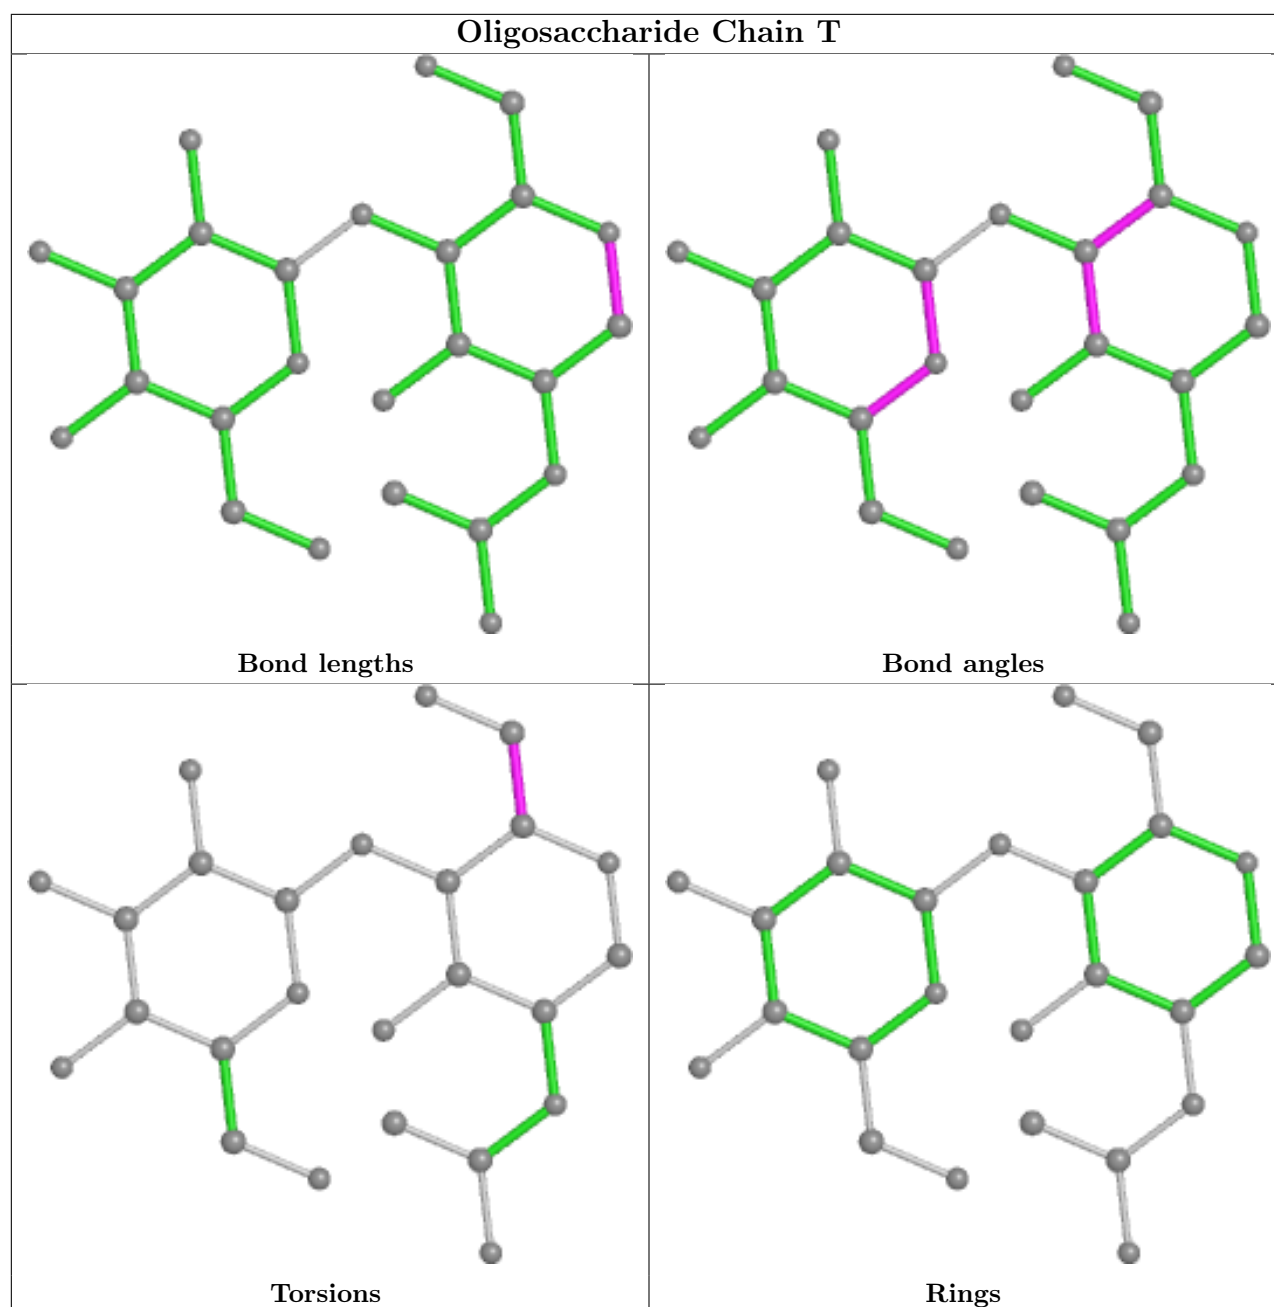 Oligosaccharide Chain T
Bond lengths
Bond angles
Torsions
Rings